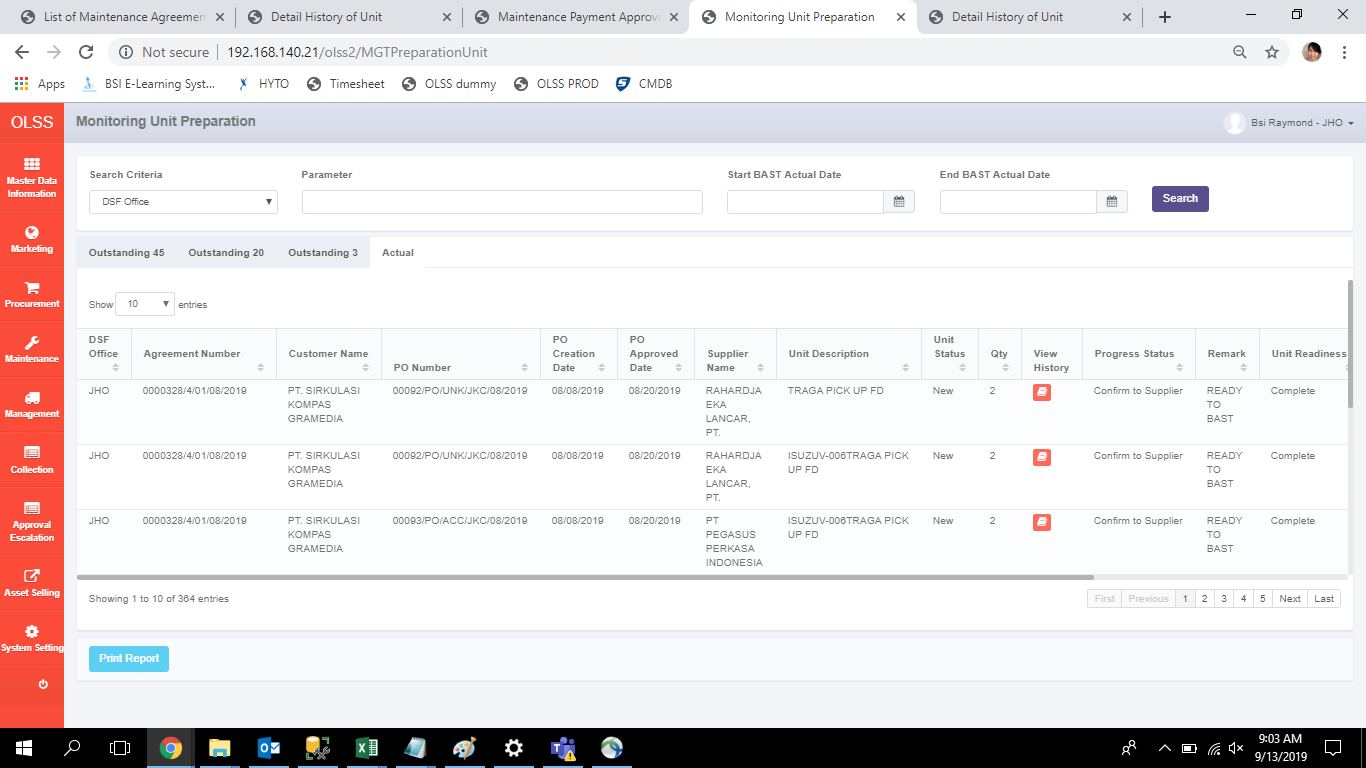 List of Maintenance Agreemen
Detail History of Unit
Maintenance Payment Approva
Monitoring Unit Preparation
Detail History of Unit
Not secure
192.168.140.21/olss2/MGTPreparationUnit
Apps
BSI E-Learning Syst...
HYTO
Timesheet
OLSS dummy
OLSS PROD
CMDB
OLSS
Monitoring Unit Preparation
Bsi Raymond - JHO
Master Data
Information
Marketing
Procurement
Maintenance
Management
Collection
Approval
Escalation
Asset Selling
System Setting
Search Criteria
Parameter
Start BAST Actual Date
End BAST Actual Date
DSF Office
Search
Outstanding 45
Outstanding 20
Outstanding 3
Actual
Show 10 entries
DSF
Office
Agreement Number
Customer Name
PO Number
PO
Creation
Date
PO
Approved
Date
Supplier
Name
Unit Description
Unit
Status
Qty
View
History
Progress Status
Remark
Unit Readiness
JHO
0000328/4/01/08/2019
PT. SIRKULASI
KOMPAS
GRAMEDIA
00092/PO/UNK/JKC/08/2019
08/08/2019
08/20/2019
RAHARDJA
EKA
LANCAR,
PT.
TRAGA PICK UP FD
New
2
Confirm to Supplier
READY
TO
BAST
Complete
JHO
0000328/4/01/08/2019
PT. SIRKULASI
KOMPAS
GRAMEDIA
00092/PO/UNK/JKC/08/2019
08/08/2019
08/20/2019
RAHARDJA
EKA
LANCAR,
PT.
ISUZUV-006TRAGA PICK
UP FD
New
2
Confirm to Supplier
READY
TO
BAST
Complete
JHO
0000328/4/01/08/2019
PT. SIRKULASI
KOMPAS
GRAMEDIA
00093/PO/ACC/JKC/08/2019
08/08/2019
08/20/2019
PT
PEGASUS
PERKASA
INDONESIA
ISUZUV-006TRAGA PICK
UP FD
New
2
Confirm to Supplier
READY
TO
BAST
Complete
Showing 1 to 10 of 364 entries
First Previous 1 2 3 4 5 Next Last
Print Report
9:03 AM
9/13/2019